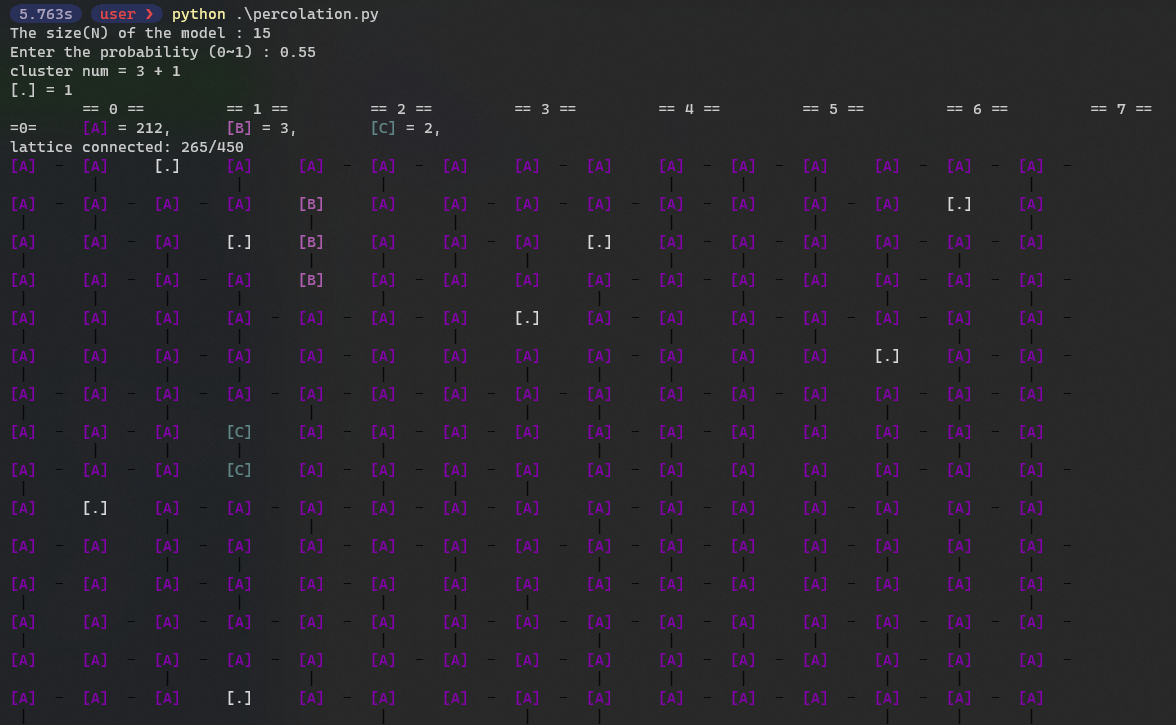 5.763s user ❯ python .\percolation.py
The size(N) of the model : 15
Enter the probability (0~1) : 0.55
cluster num = 3 + 1
[.] = 1
== 0 == == 1 == == 2 == == 3 == == 4 == == 5 == == 6 == == 7 ==
=0= [A] = 212, [B] = 3, [C] = 2,
lattice connected: 265/450
[A] [A] [.] [A] [A] [A] [A] [A] [A] [A] [A] [A] [A] [A] [A]
[A] [A] [A] [A] [B] [A] [A] [A] [A] [A] [A] [A] [A] [.] [A]
[A] [A] [A] [.] [B] [A] [A] [A] [.] [A] [A] [A] [A] [A] [A]
[A] [A] [A] [A] [B] [A] [A] [A] [A] [A] [A] [A] [A] [A] [A]
[A] [A] [A] [A] [A] [A] [A] [.] [A] [A] [A] [A] [A] [A] [A]
[A] [A] [A] [A] [A] [A] [A] [A] [A] [A] [A] [A] [.] [A] [A]
[A] [A] [A] [A] [A] [A] [A] [A] [A] [A] [A] [A] [A] [A] [A]
[A] [A] [A] [C] [A] [A] [A] [A] [A] [A] [A] [A] [A] [A] [A]
[A] [A] [A] [C] [A] [A] [A] [A] [A] [A] [A] [A] [A] [A] [A]
[A] [.] [A] [A] [A] [A] [A] [A] [A] [A] [A] [A] [A] [A] [A]
[A] [A] [A] [A] [A] [A] [A] [A] [A] [A] [A] [A] [A] [A] [A]
[A] [A] [A] [A] [A] [A] [A] [A] [A] [A] [A] [A] [A] [A] [A]
[A] [A] [A] [A] [A] [A] [A] [A] [A] [A] [A] [A] [A] [A] [A]
[A] [A] [A] [A] [A] [A] [A] [A] [A] [A] [A] [A] [A] [A] [A]
[A] [A] [A] [.] [A] [A] [A] [A] [A] [A] [A] [A] [A] [A] [A]